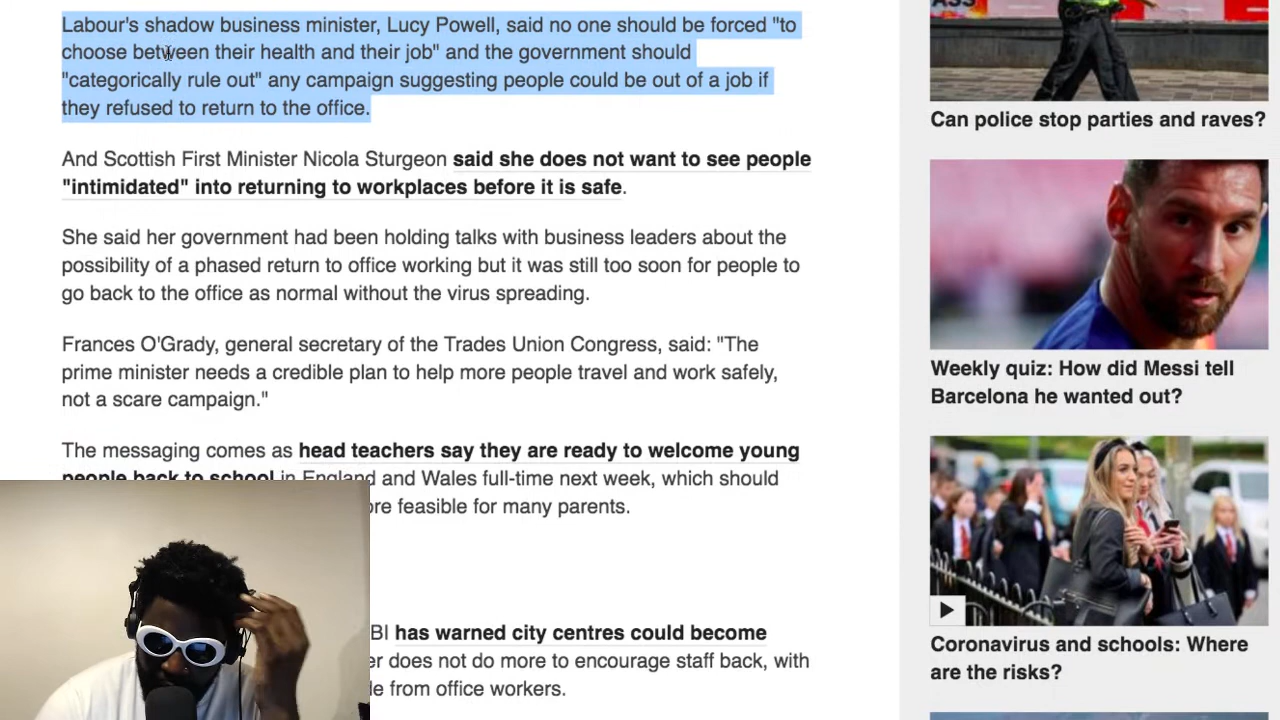 Labour's shadow business minister, Lucy Powell, said no one should be forced "to
choose between their health and their job" and the government should
"categorically rule out" any campaign suggesting people could be out of a job if
they refused to return to the office.
And Scottish First Minister Nicola Sturgeon said she does not want to see people
"intimidated" into returning to workplaces before it is safe.
She said her government had been holding talks with business leaders about the
possibility of a phased return to office working but it was still too soon for people to
go back to the office as normal without the virus spreading.
Frances O'Grady, general secretary of the Trades Union Congress, said: "The
prime minister needs a credible plan to help more people travel and work safely,
not a scare campaign."
The messaging comes as head teachers say they are ready to welcome young
people back to school in England and Wales full-time next week, which should
re feasible for many parents.
BI has warned city centres could become
does not do more to encourage staff back, with
from office workers.
ASS
Can police stop parties and raves?
Weekly quiz: How did Messi tell
Barcelona he wanted out?
Coronavirus and schools: Where
are the risks?